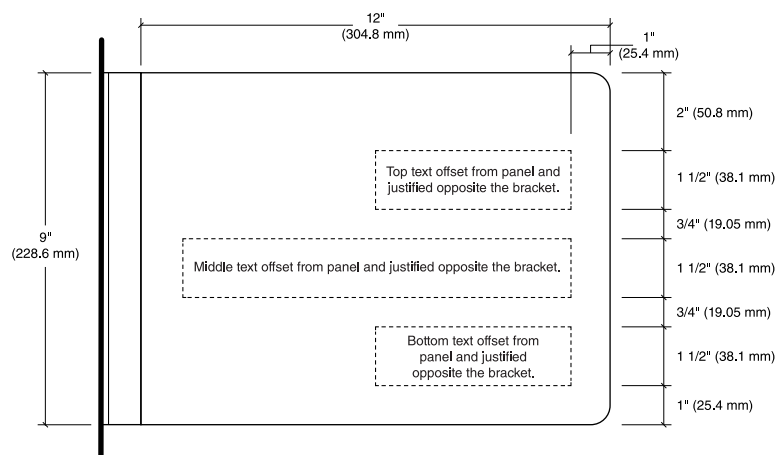 12"
(304.8 mm)
1"
(25.4 mm)
2" (50.8 mm)
Top text offset from panel and
justified opposite the bracket.
1 1/2" (38.1 mm)
3/4" (19.05 mm)
9"
(228.6 mm)
Middle text offset from panel and justified opposite the bracket.
1 1/2" (38.1 mm)
3/4" (19.05 mm)
Bottom text offset from
panel and justified
opposite the bracket.
1 1/2" (38.1 mm)
1" (25.4 mm)